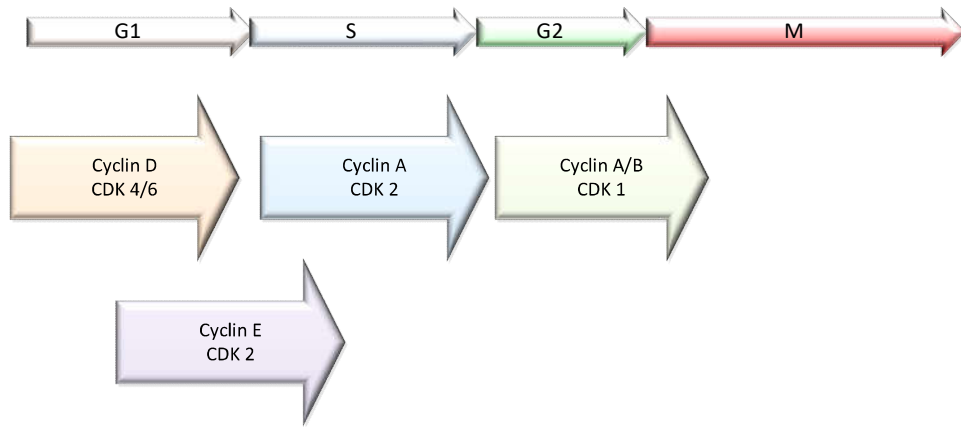 G1
S
G2
M
Cyclin D
CDK 4/6
Cyclin A
CDK 2
Cyclin A/B
CDK 1
Cyclin E
CDK 2